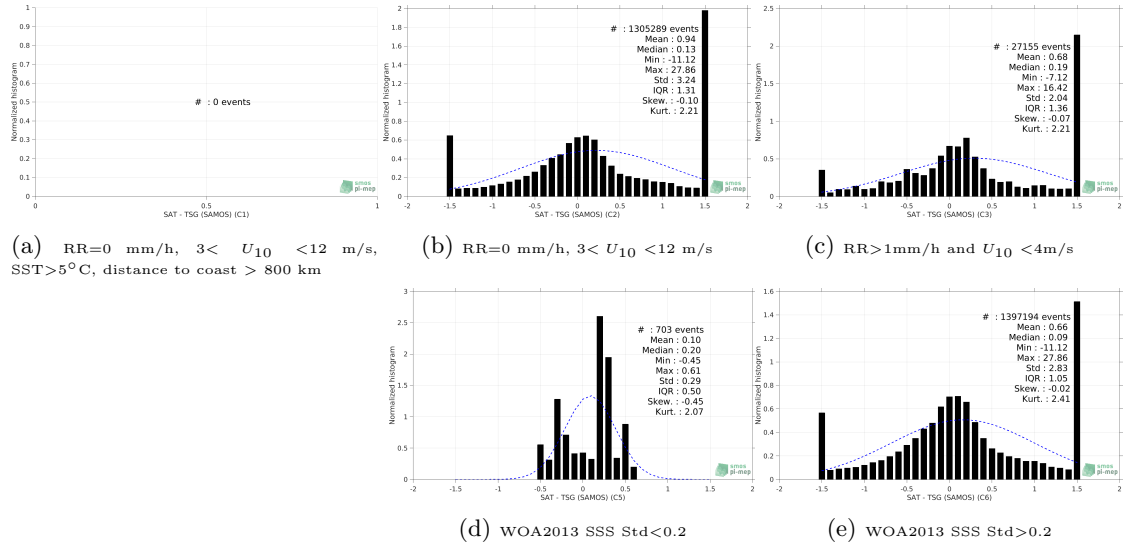 1
0.9
0.8
0.7
0.6
0.5
0.4
0.3
0.2
0.1
0
0 0.5 1
Normalized histogram
# : 0 events
SAT - TSG (SAMOS) (C1)
smos
pi-mep
(a) RR=0 mm/h, 3< U10 <12 m/s,
SST>5°C, distance to coast > 800 km
2
1.8
1.6
1.4
1.2
1
0.8
0.6
0.4
0.2
0
-2 -1.5 -1 -0.5 0 0.5 1 1.5 2
Normalized histogram
# : 1305289 events
Mean : 0.94
Median : 0.13
Min : -11.12
Max : 27.86
Std : 3.24
IQR : 1.31
Skew. : -0.10
Kurt. : 2.21
SAT - TSG (SAMOS) (C2)
smos
pi-mep
(b) RR=0 mm/h, 3< U10 <12 m/s
2.5
2
1.5
1
0.5
0
-2 -1.5 -1 -0.5 0 0.5 1 1.5 2
Normalized histogram
# : 27155 events
Mean : 0.68
Median : 0.19
Min : -7.12
Max : 16.42
Std : 2.04
IQR : 1.36
Skew. : -0.07
Kurt. : 2.21
SAT - TSG (SAMOS) (C3)
smos
pi-mep
(c) RR>1mm/h and U10 <4m/s
3
2.5
2
1.5
1
0.5
0
-2 -1.5 -1 -0.5 0 0.5 1 1.5 2
Normalized histogram
# : 703 events
Mean : 0.10
Median : 0.20
Min : -0.45
Max : 0.61
Std : 0.29
IQR : 0.50
Skew. : -0.45
Kurt. : 2.07
SAT - TSG (SAMOS) (C5)
smos
pi-mep
(d) WOA2013 SSS Std<0.2
1.6
1.4
1.2
1
0.8
0.6
0.4
0.2
0
-2 -1.5 -1 -0.5 0 0.5 1 1.5 2
Normalized histogram
# : 1397194 events
Mean : 0.66
Median : 0.09
Min : -11.12
Max : 27.86
Std : 2.83
IQR : 1.05
Skew. : -0.02
Kurt. : 2.41
SAT - TSG (SAMOS) (C6)
smos
pi-mep
(e) WOA2013 SSS Std>0.2